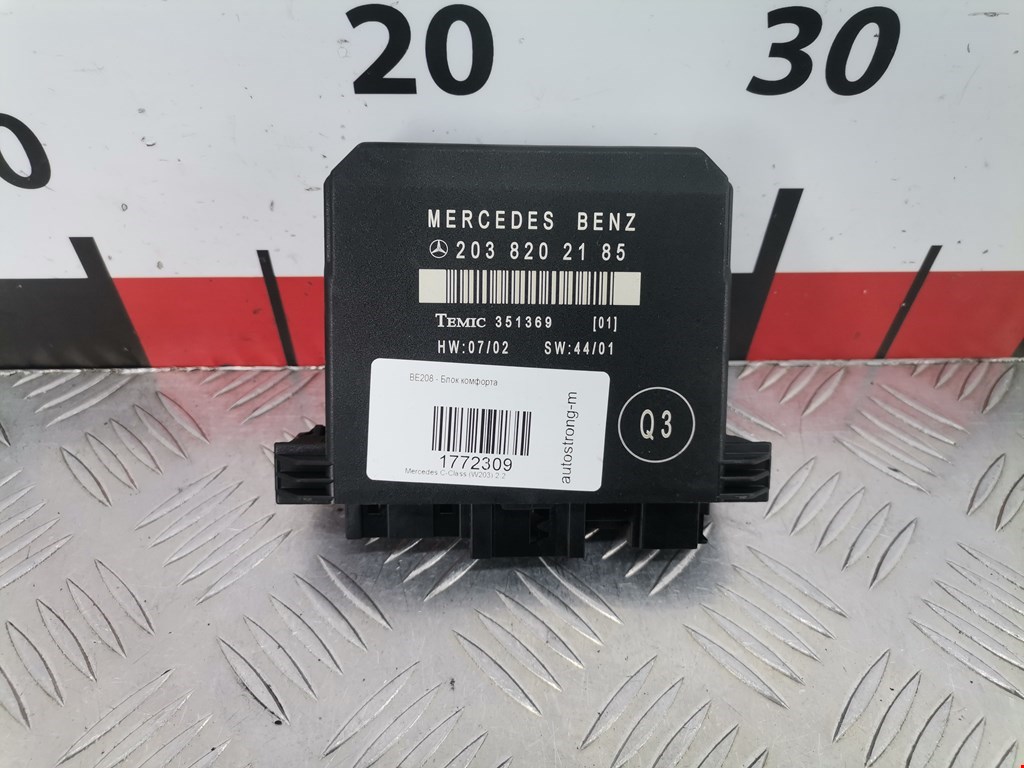 20 30
0
MERCEDES BENZ
203 820 21 85
TEMIC 351369 [01]
HW:07/02 SW:44/01
BE208 - Блок комфорта
1772309
Mercedes C-Class (W203) 2.2
autostrong-m
Q3